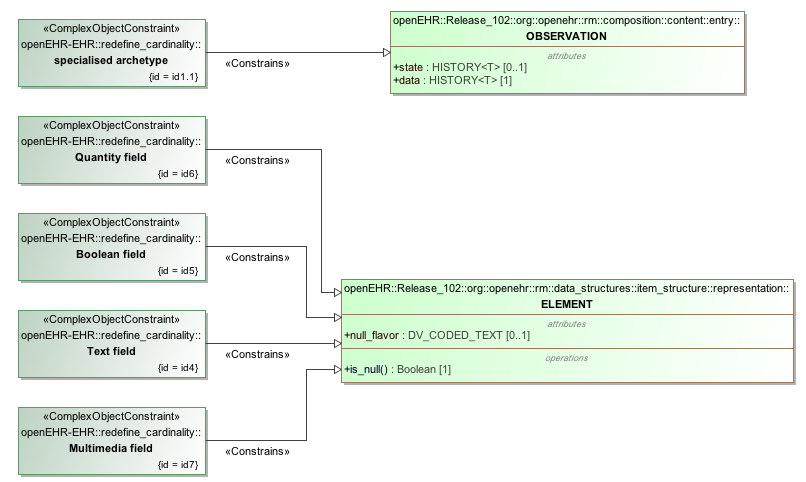 «ComplexObjectConstraint»
openEHR-EHR::redefine_cardinality::
specialised archetype
{id = id1.1}
«Constrains»
openEHR::Release_102::org::openehr::rm::composition::content::entry::
OBSERVATION
attributes
+state : HISTORY<T> [0..1]
+data : HISTORY<T> [1]
«ComplexObjectConstraint»
openEHR-EHR::redefine_cardinality::
Quantity field
{id = id6}
«Constrains»
«ComplexObjectConstraint»
openEHR-EHR::redefine_cardinality::
Boolean field
{id = id5}
«Constrains»
openEHR::Release_102::org::openehr::rm::data_structures::item_structure::representation::
ELEMENT
attributes
+null_flavor : DV_CODED_TEXT [0..1]
operations
+is_null() : Boolean [1]
«ComplexObjectConstraint»
openEHR-EHR::redefine_cardinality::
Text field
{id = id4}
«Constrains»
«ComplexObjectConstraint»
openEHR-EHR::redefine_cardinality::
Multimedia field
{id = id7}
«Constrains»